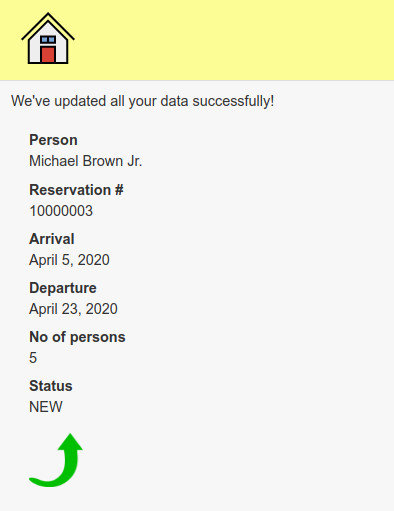 We've updated all your data successfully!
Person
Michael Brown Jr.
Reservation #
10000003
Arrival
April 5, 2020
Departure
April 23, 2020
No of persons
5
Status
NEW